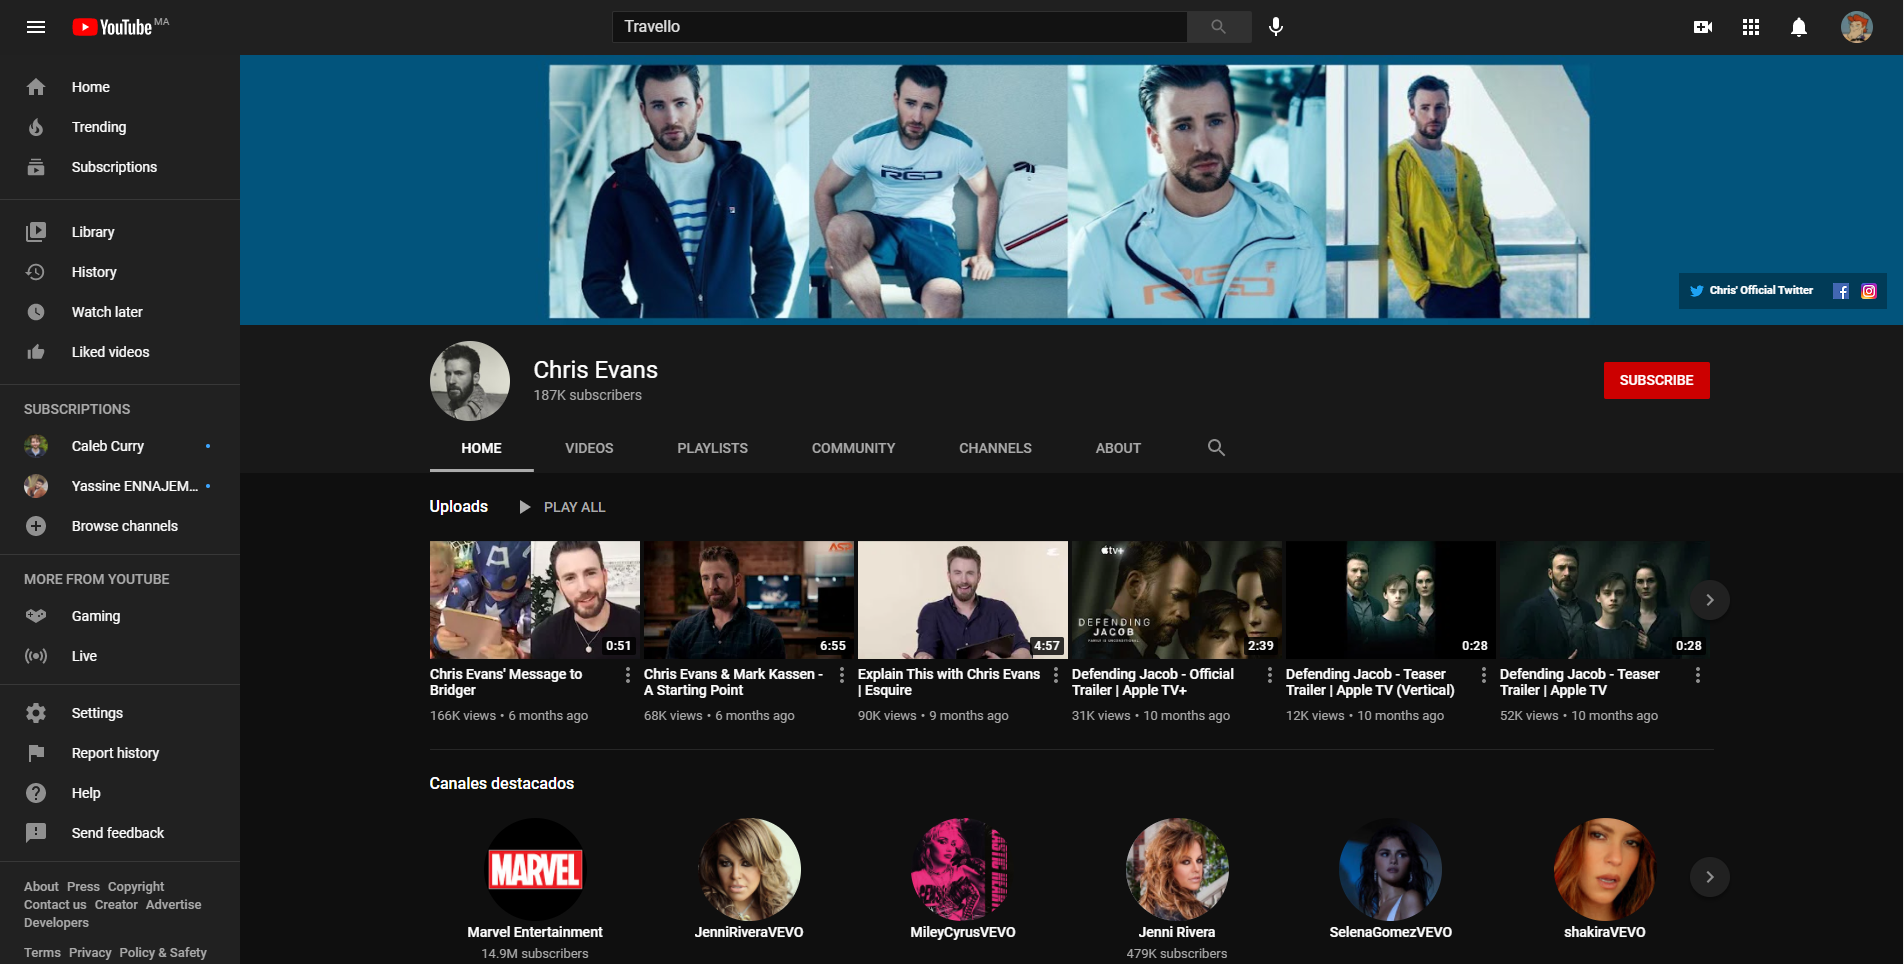 YouTube MA
Travello
Home
Trending
Subscriptions
Library
History
Watch later
Liked videos
SUBSCRIPTIONS
Caleb Curry
Yassine ENNAJEM...
Browse channels
MORE FROM YOUTUBE
Gaming
Live
Settings
Report history
Help
Send feedback
About Press Copyright
Contact us Creator Advertise
Developers
Terms Privacy Policy & Safety
RED
RED
Chris' Official Twitter
Chris Evans
187K subscribers
SUBSCRIBE
HOME VIDEOS PLAYLISTS COMMUNITY CHANNELS ABOUT
Uploads PLAY ALL
0:51
Chris Evans' Message to
Bridger
166K views • 6 months ago
ASP
6:55
Chris Evans & Mark Kassen -
A Starting Point
68K views • 6 months ago
4:57
Explain This with Chris Evans
| Esquire
90K views • 9 months ago
tv+
DEFENDING
JACOB
2:39
Defending Jacob - Official
Trailer | Apple TV+
31K views • 10 months ago
0:28
Defending Jacob - Teaser
Trailer | Apple TV (Vertical)
12K views • 10 months ago
0:28
Defending Jacob - Teaser
Trailer | Apple TV
52K views • 10 months ago
Canales destacados
MARVEL
Marvel Entertainment
14.9M subscribers
JenniRiveraVEVO
MileyCyrusVEVO
Jenni Rivera
479K subscribers
SelenaGomezVEVO
shakiraVEVO